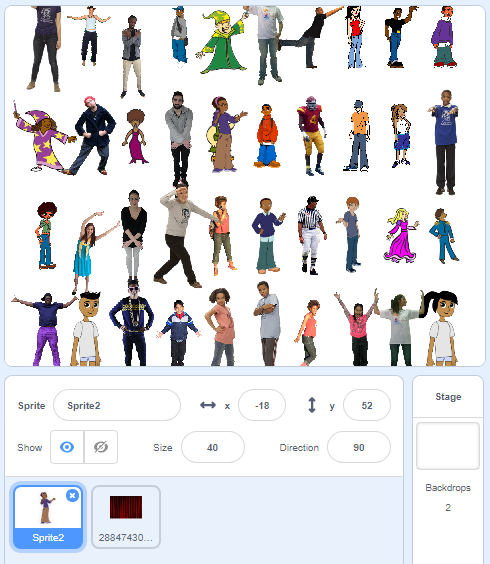 Sprite Sprite2 x -18 y 52
Show Size 40 Direction 90
Stage
Backdrops
2
Sprite2
28847430...